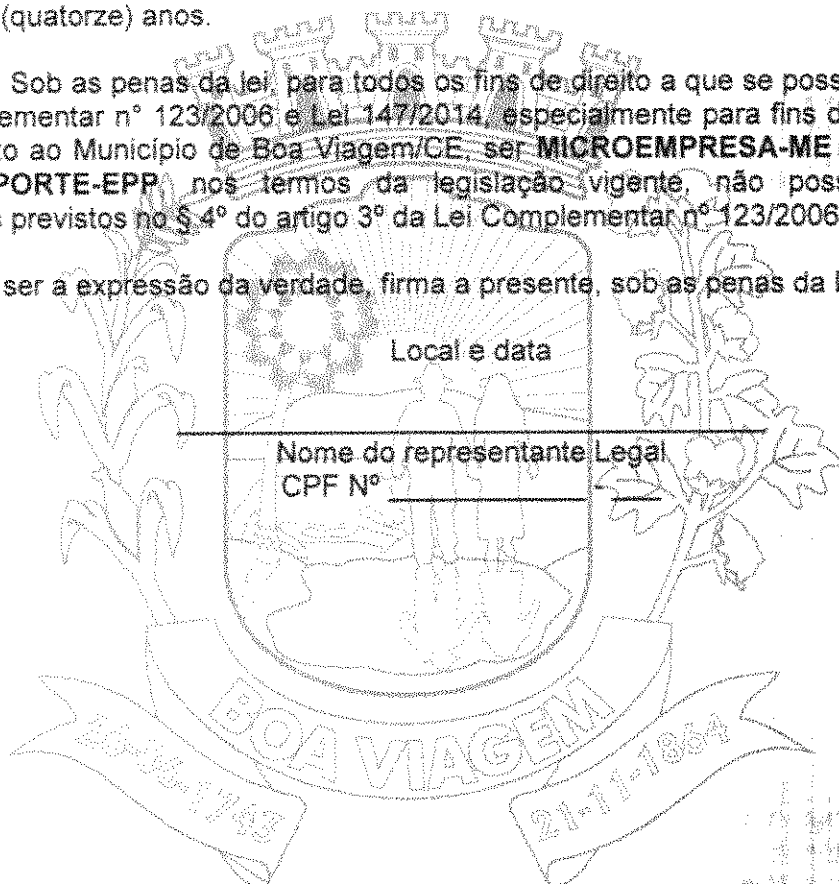 (quatorze) anos.
Sob as penas da lei, para todos os fins de direito a que se poss
ementar n° 123/2006 e Lei 147/2014, especialmente para fins d
o ao Município de Boa Viagem/CE, ser MICROEMPRESA-ME
PORTE-EPP, nos termos da legislação vigente, não poss
s previstos no § 4º do artigo 3º da Lei Complementar nº 123/2006
ser a expressão da verdade, firma a presente, sob as penas da l
Local e data
Nome do representante Legal
CPF Nº ____________ - ____
BOA VIAGEM
21-11-1864